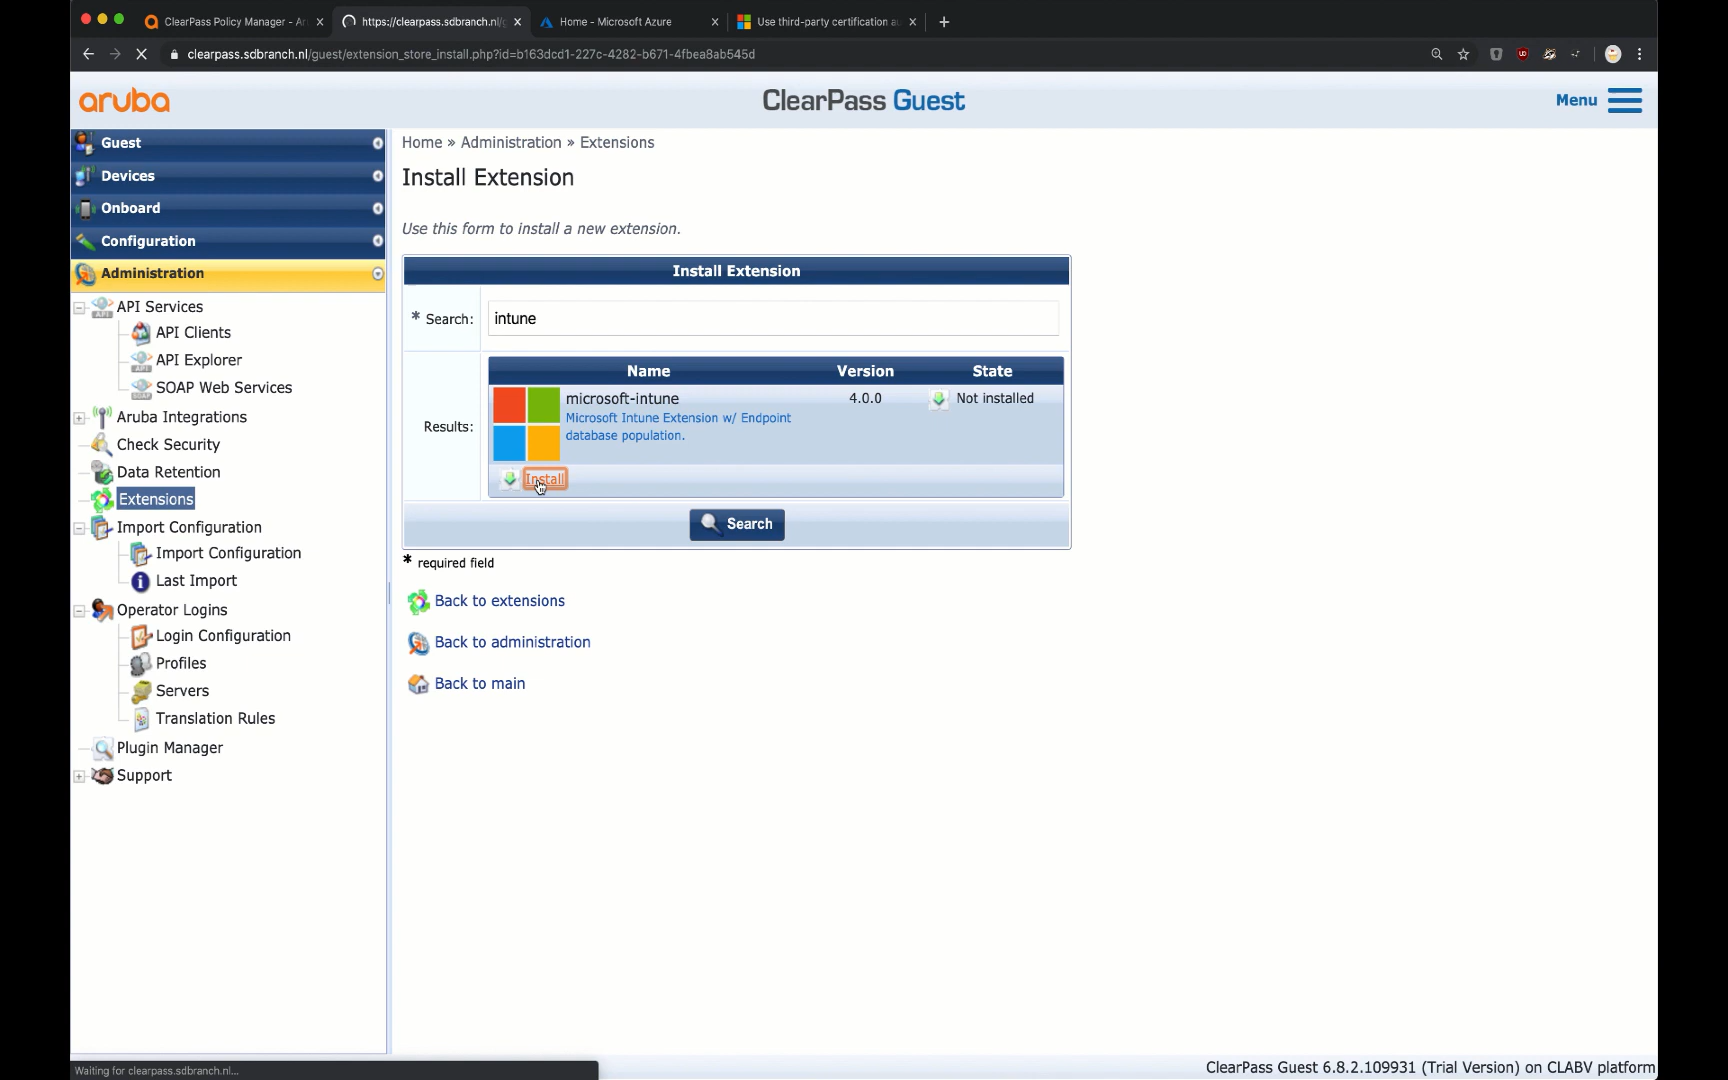 ClearPass Policy Manager - A
https://clearpass.sdbranch.nl/g
Home - Microsoft Azure
Use third-party certification a
clearpass.sdbranch.nl/guest/extension_store_install.php?id=b163dcd1-227c-4282-b671-4fbea8ab545d
aruba
ClearPass Guest
Menu
Guest
Devices
Onboard
Configuration
Administration
API Services
API Clients
API Explorer
SOAP Web Services
Aruba Integrations
Check Security
Data Retention
Extensions
Import Configuration
Import Configuration
Last Import
Operator Logins
Login Configuration
Profiles
Servers
Translation Rules
Plugin Manager
Support
Home » Administration » Extensions
Install Extension
Use this form to install a new extension.
Install Extension
* Search: intune
Name Version State
Results:
microsoft-intune 4.0.0 Not installed
Microsoft Intune Extension w/ Endpoint
database population.
Install
Search
* required field
Back to extensions
Back to administration
Back to main
Waiting for clearpass.sdbranch.nl...
ClearPass Guest 6.8.2.109931 (Trial Version) on CLABV platform